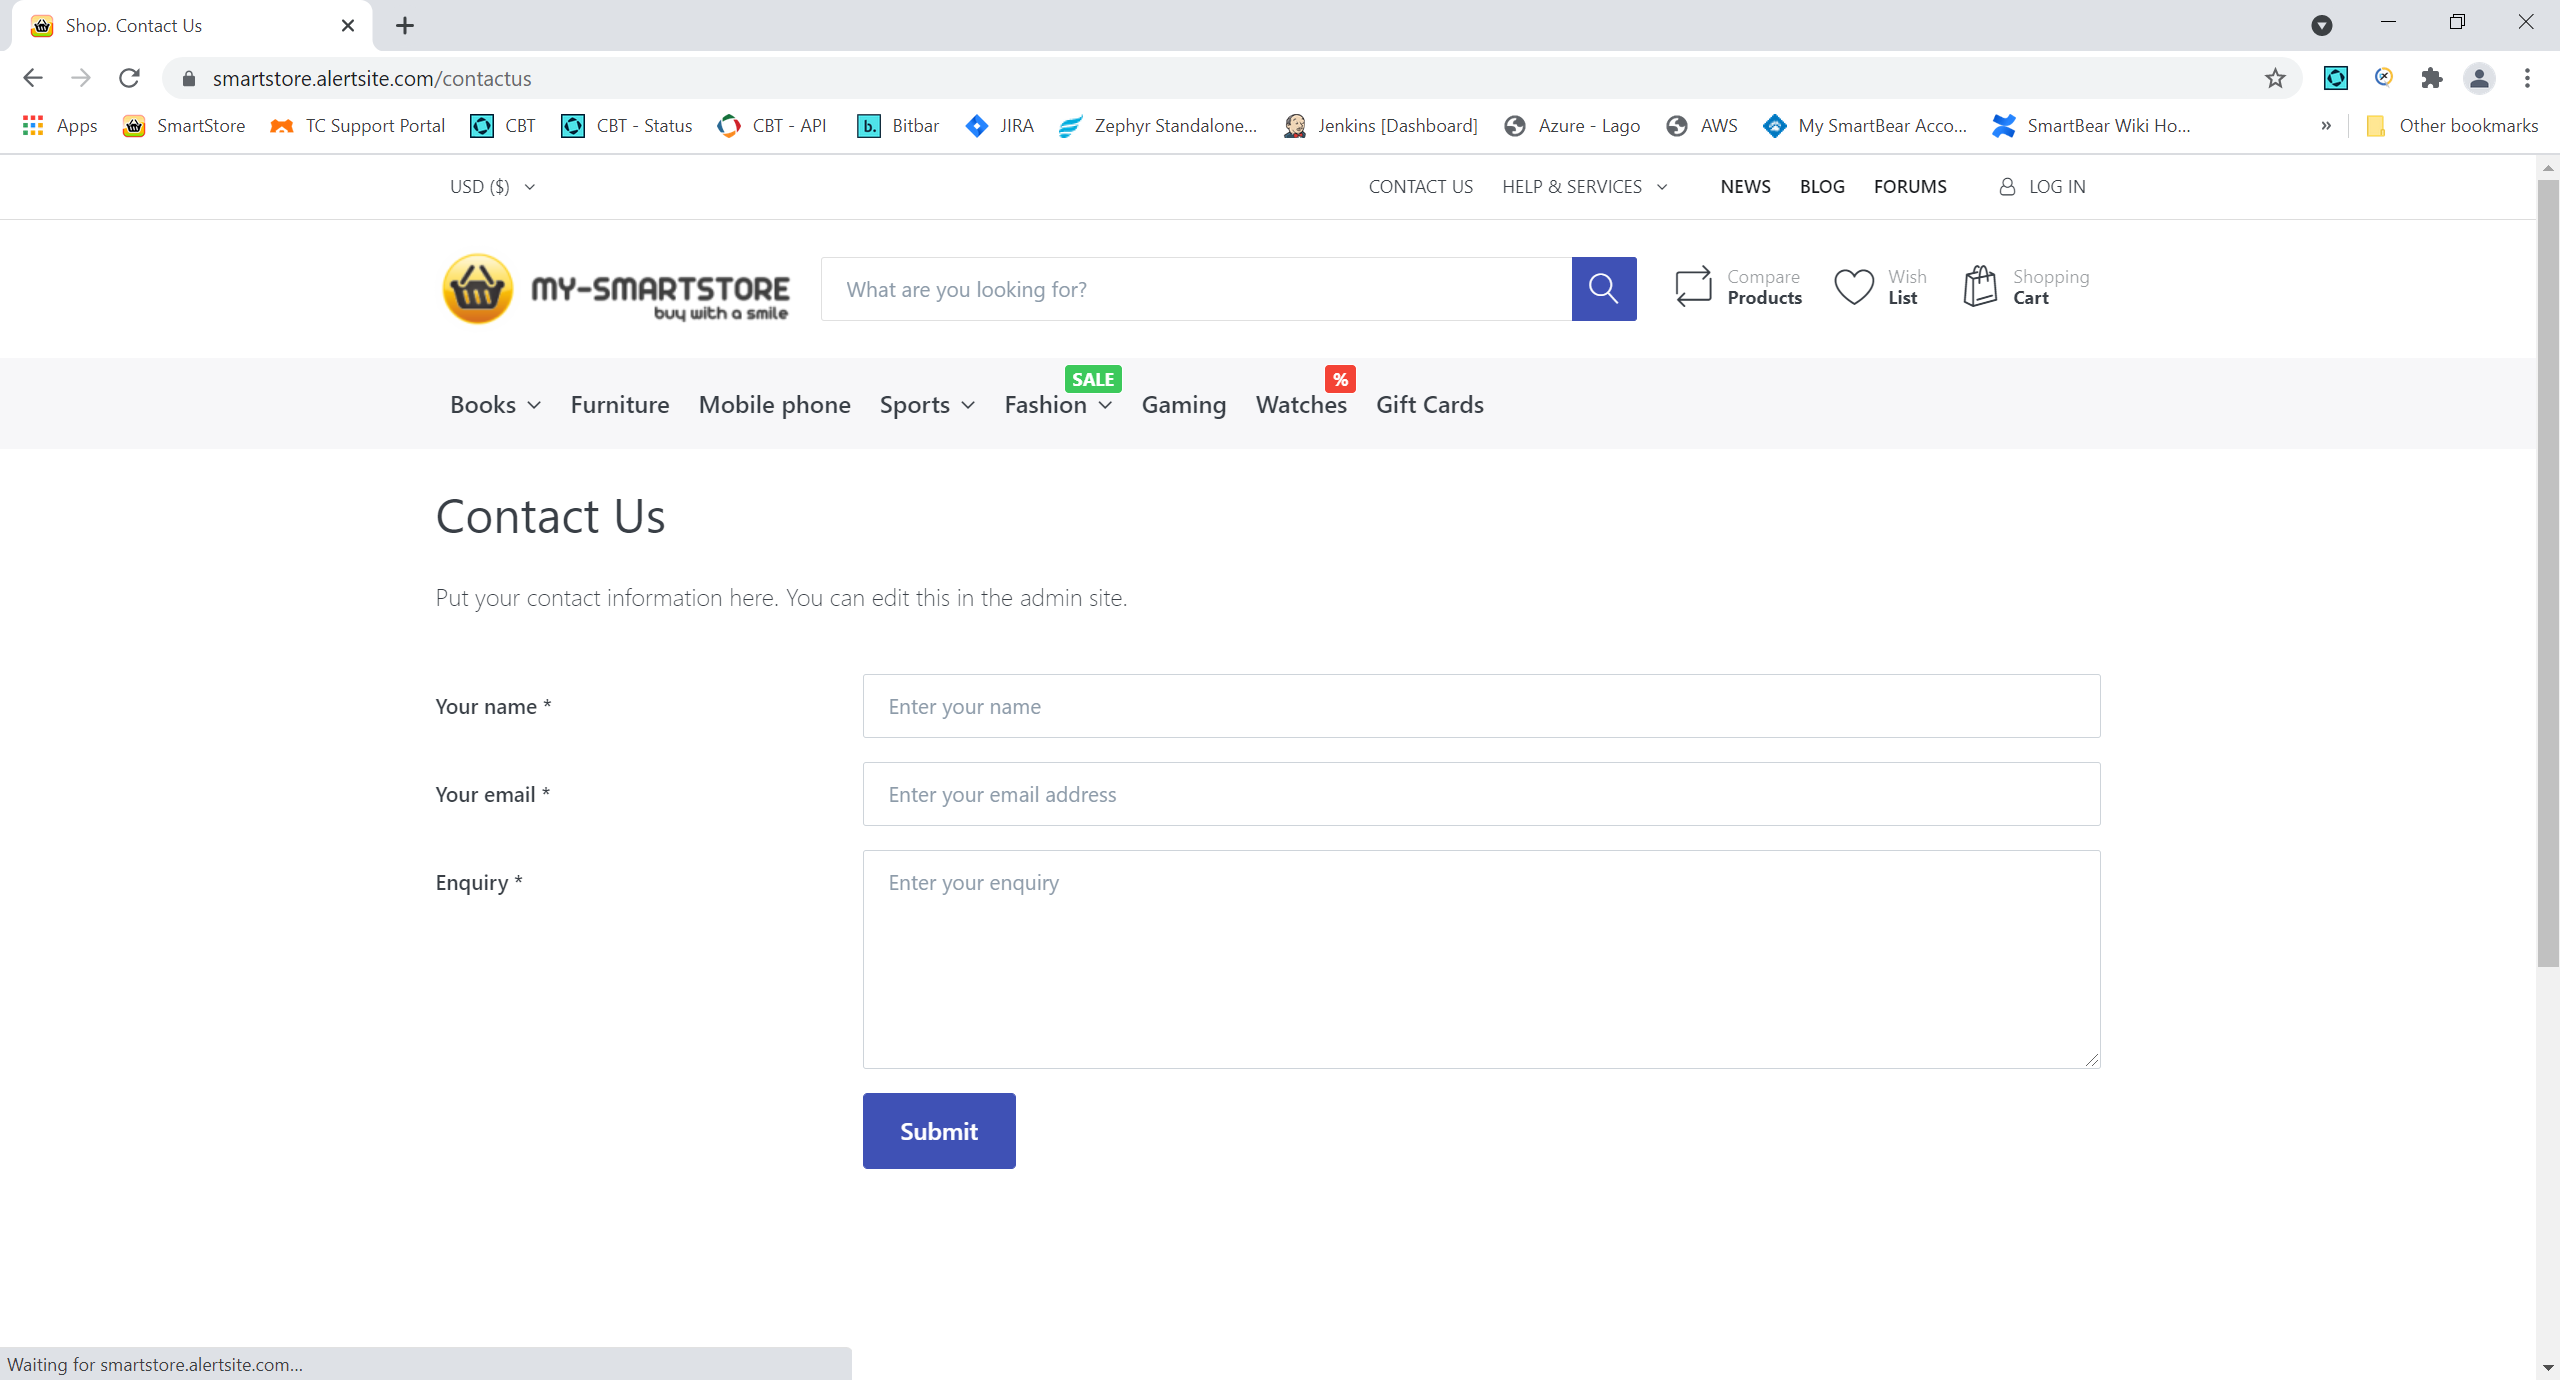 Shop. Contact Us
smartstore.alertsite.com/contactus
Apps SmartStore TC Support Portal CBT CBT - Status CBT - API b. Bitbar JIRA Zephyr Standalone... Jenkins [Dashboard] Azure - Lago AWS My SmartBear Acco... SmartBear Wiki Ho... » Other bookmarks
USD ($) CONTACT US HELP & SERVICES NEWS BLOG FORUMS LOG IN
MY-SMARTSTORE
buy with a smile
What are you looking for?
Compare
Products
Wish
List
Shopping
Cart
SALE %
Books Furniture Mobile phone Sports Fashion Gaming Watches Gift Cards
Contact Us
Put your contact information here. You can edit this in the admin site.
Your name * Enter your name
Your email * Enter your email address
Enquiry * Enter your enquiry
Submit
Waiting for smartstore.alertsite.com...